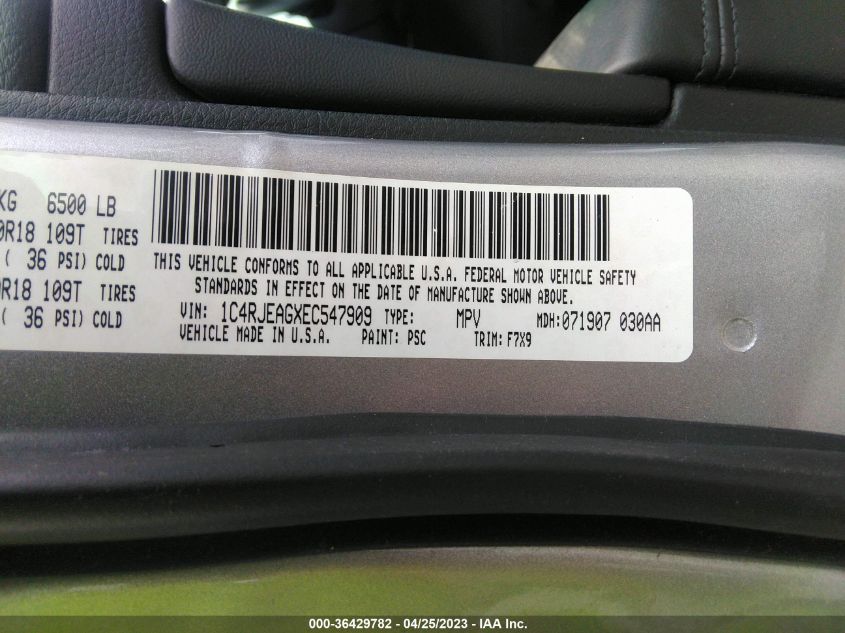 KG 6500 LB
0R18 109T TIRES
( 36 PSI) COLD
0R18 109T TIRES
( 36 PSI) COLD
THIS VEHICLE CONFORMS TO ALL APPLICABLE U.S.A. FEDERAL MOTOR VEHICLE SAFETY
STANDARDS IN EFFECT ON THE DATE OF MANUFACTURE SHOWN ABOVE.
VIN: 1C4RJEAGXEC547909 TYPE: MPV MDH:071907 030AA
VEHICLE MADE IN U.S.A. PAINT: PSC TRIM: F7X9
000-36429782 - 04/25/2023 - IAA Inc.